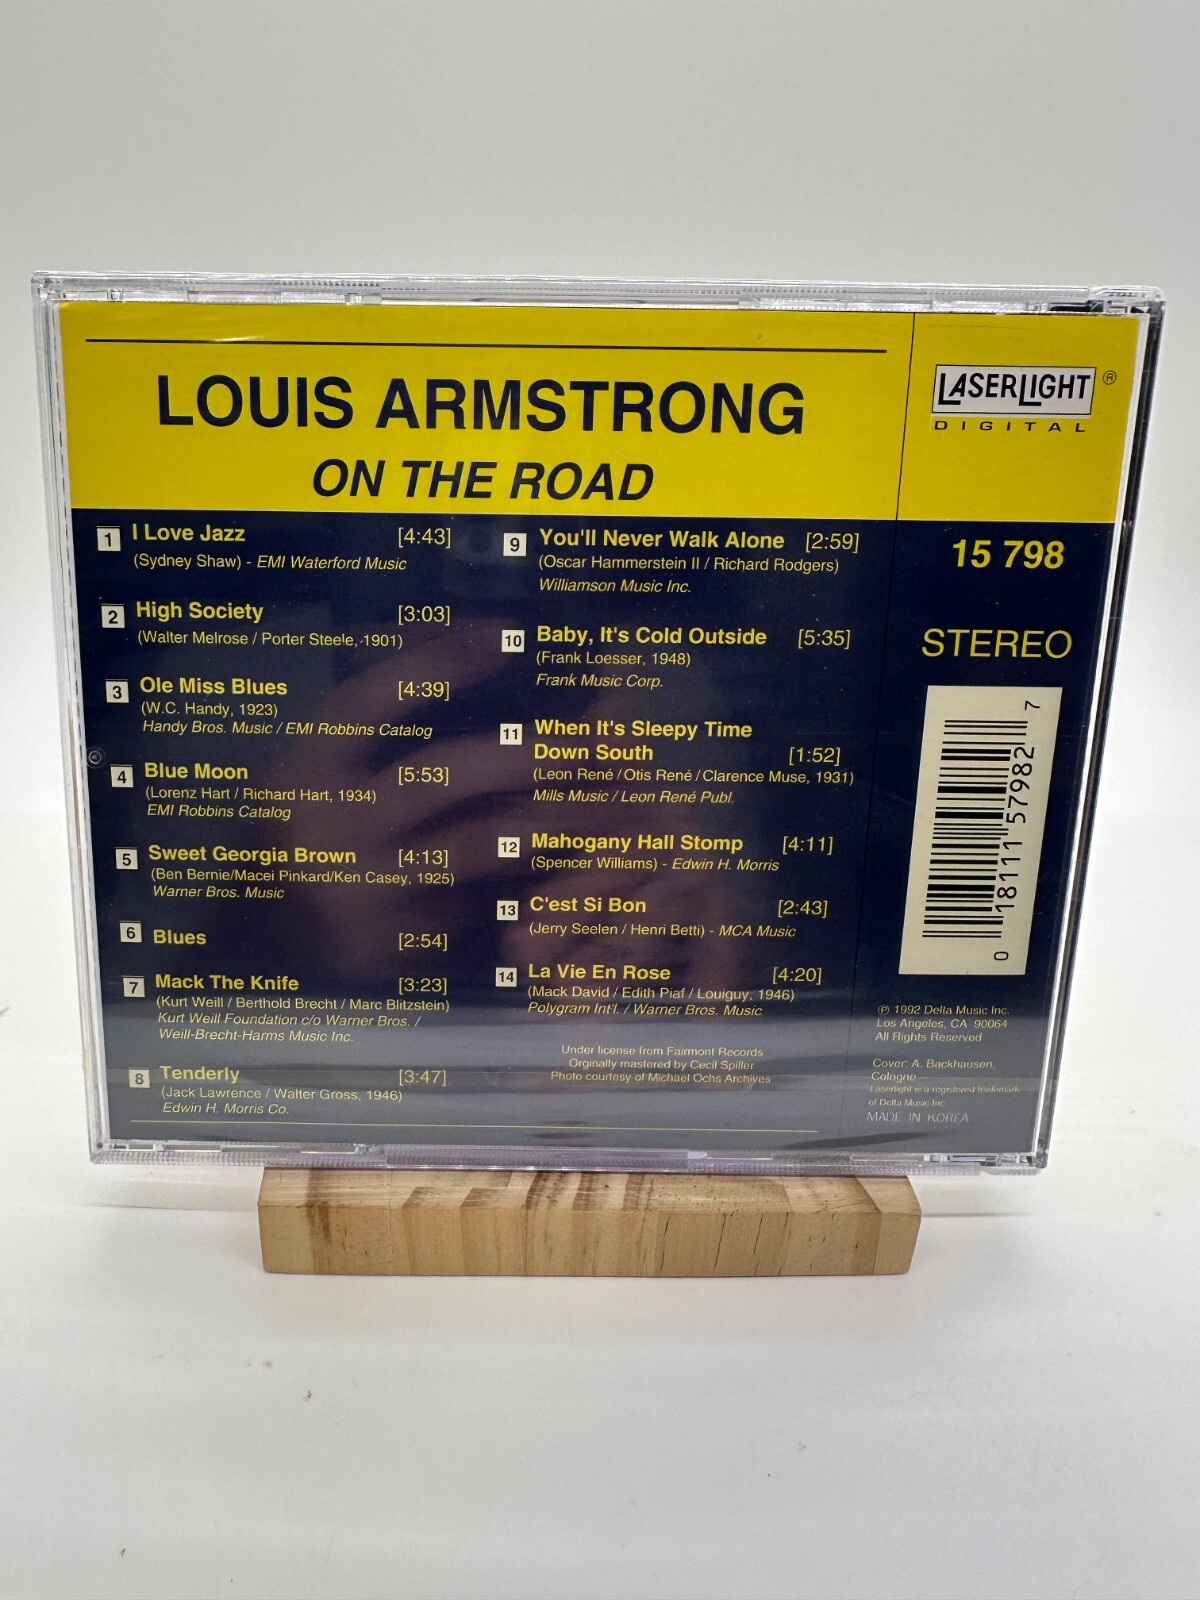 LOUIS ARMSTRONG
ON THE ROAD
LASERLIGHT ®
DIGITAL
1 I Love Jazz [4:43]
(Sydney Shaw) - EMI Waterford Music
2 High Society [3:03]
(Walter Melrose / Porter Steele, 1901)
3 Ole Miss Blues [4:39]
(W.C. Handy, 1923)
Handy Bros. Music / EMI Robbins Catalog
4 Blue Moon [5:53]
(Lorenz Hart / Richard Hart, 1934)
EMI Robbins Catalog
5 Sweet Georgia Brown [4:13]
(Ben Bernie/Macei Pinkard/Ken Casey, 1925)
Warner Bros. Music
6 Blues [2:54]
7 Mack The Knife [3:23]
(Kurt Weill / Berthold Brecht / Marc Blitzstein)
Kurt Weill Foundation c/o Warner Bros. /
Weill-Brecht-Harms Music Inc.
8 Tenderly [3:47]
(Jack Lawrence / Walter Gross, 1946)
Edwin H. Morris Co.
9 You'll Never Walk Alone [2:59]
(Oscar Hammerstein II / Richard Rodgers)
Williamson Music Inc.
10 Baby, It's Cold Outside [5:35]
(Frank Loesser, 1948)
Frank Music Corp.
11 When It's Sleepy Time
Down South [1:52]
(Leon René / Otis René / Clarence Muse, 1931)
Mills Music / Leon René Publ.
12 Mahogany Hall Stomp [4:11]
(Spencer Williams) - Edwin H. Morris
13 C'est Si Bon [2:43]
(Jerry Seelen / Henri Betti) - MCA Music
14 La Vie En Rose [4:20]
(Mack David / Edith Piaf / Louiguy, 1946)
Polygram Int'l. / Warner Bros. Music
Under license from Fairmont Records
Orginally mastered by Cecil Spiller
Photo courtesy of Michael Ochs Archives
15 798
STEREO
0 18111 57982 7
℗ 1992 Delta Music Inc.
Los Angeles, CA 90064
All Rights Reserved
Cover: A. Backhausen,
Cologne
Laserlight is a registered trademark
of Delta Music Inc.
MADE IN KOREA